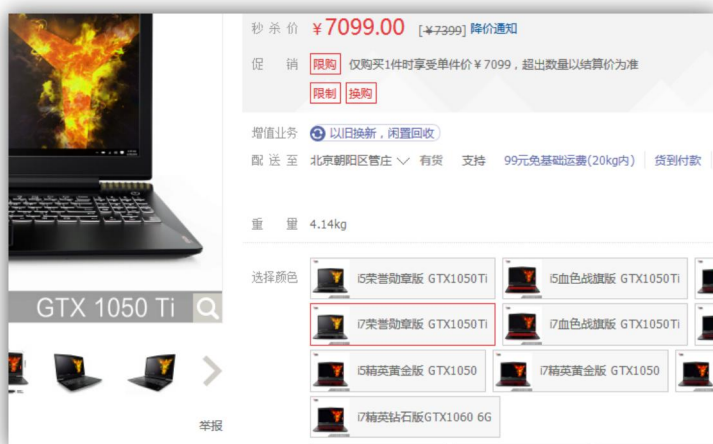 秒杀价 ¥7099.00 [¥7399] 降价通知
促销 限购 仅购买1件时享受单件价¥7099，超出数量以结算价为准
限制 换购
增值业务 以旧换新，闲置回收
配送至 北京朝阳区管庄 有货 支持 99元免基础运费(20kg内) 货到付款
重量 4.14kg
选择颜色 i5荣誉勋章版 GTX1050Ti i5血色战旗版 GTX1050Ti
GTX 1050 Ti
i7荣誉勋章版 GTX1050Ti i7血色战旗版 GTX1050Ti
i5精英黄金版 GTX1050 i7精英黄金版 GTX1050
i7精英钻石版GTX1060 6G
举报